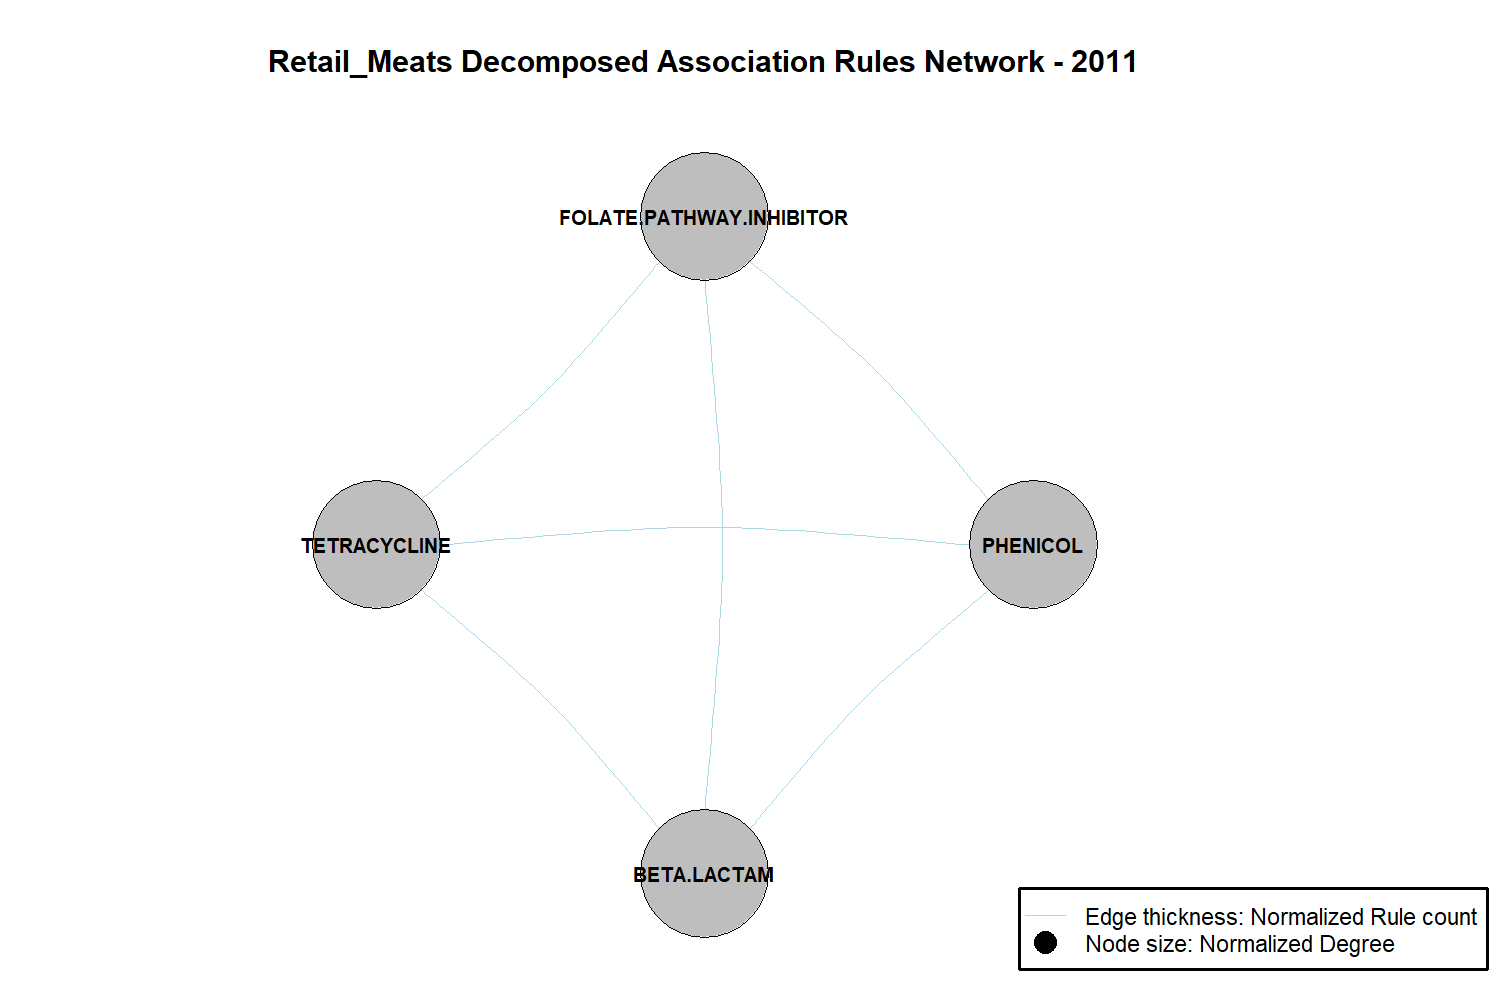 Retail_Meats Decomposed Association Rules Network - 2011
FOLATE.PATHWAY.INHIBITOR
TETRACYCLINE
PHENICOL
BETA.LACTAM
Edge thickness: Normalized Rule count
Node size: Normalized Degree